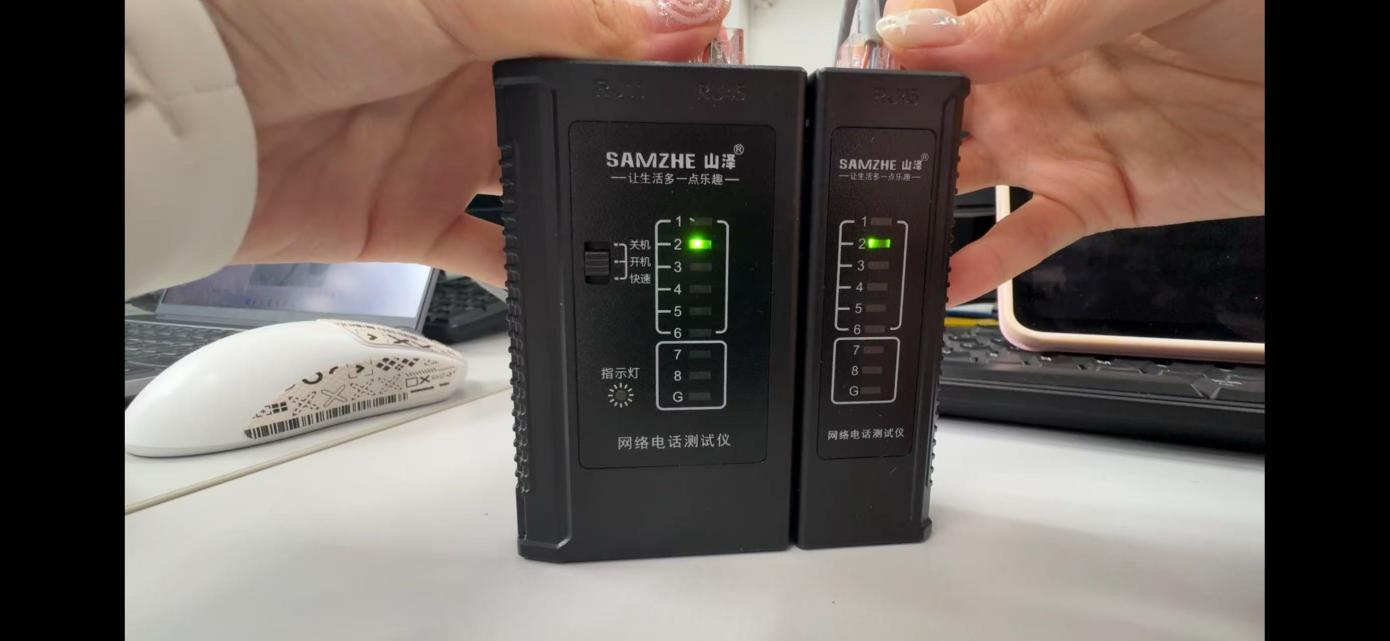 RJ11 RJ45
SAMZHE 山泽®
让生活多一点乐趣
1
2
3
4
5
6
7
8
G
关机
开机
快速
指示灯
网络电话测试仪
RJ45
SAMZHE 山泽®
让生活多一点乐趣
1
2
3
4
5
6
7
8
G
网络电话测试仪